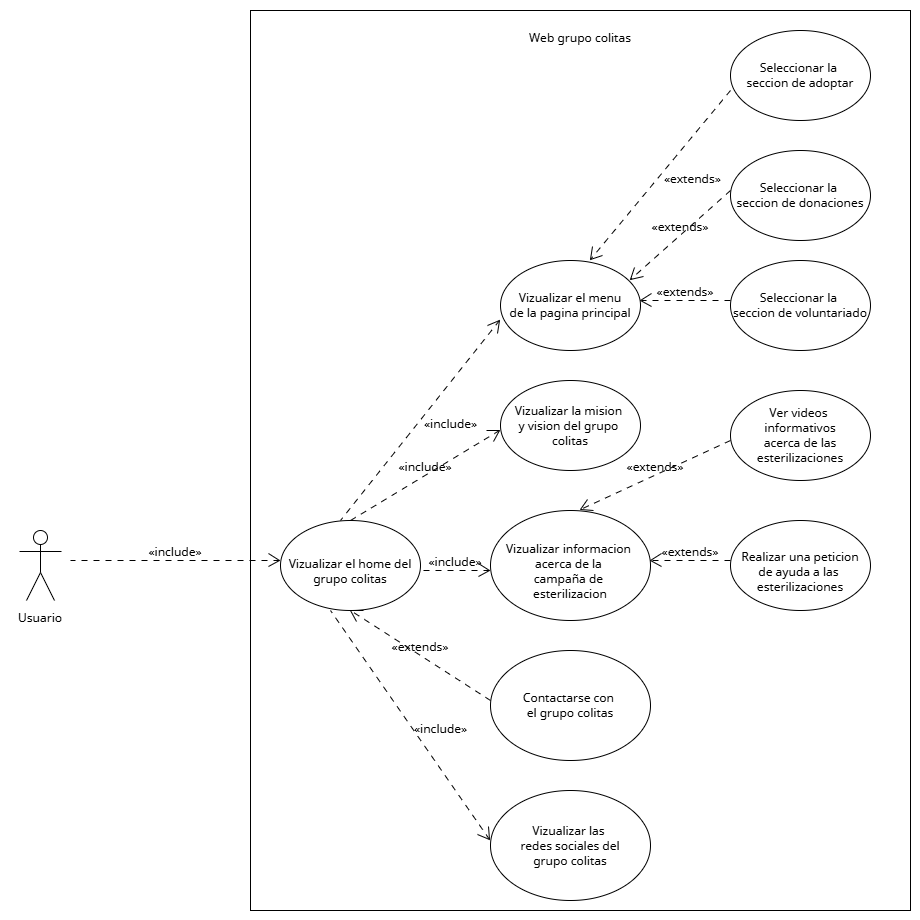 Web grupo colitas
Seleccionar la
seccion de adoptar
«extends»
Seleccionar la
seccion de donaciones
«extends»
Vizualizar el menu
de la pagina principal
«extends»
Seleccionar la
seccion de voluntariado
«include»
Vizualizar la mision
y vision del grupo
colitas
«include»
Ver videos
informativos
acerca de las
esterilizaciones
«extends»
Usuario
«include»
Vizualizar el home del
grupo colitas
«include»
Vizualizar informacion
acerca de la
campaña de
esterilizacion
«extends»
Realizar una peticion
de ayuda a las
esterilizaciones
«extends»
Contactarse con
el grupo colitas
«include»
Vizualizar las
redes sociales del
grupo colitas